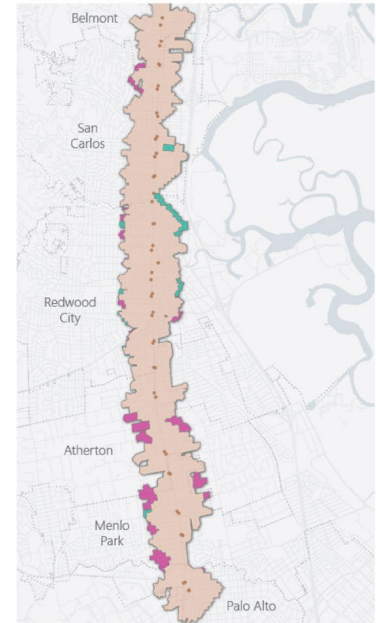 Belmont
San
Carlos
Redwood
City
Atherton
Menlo
Park
Palo Alto